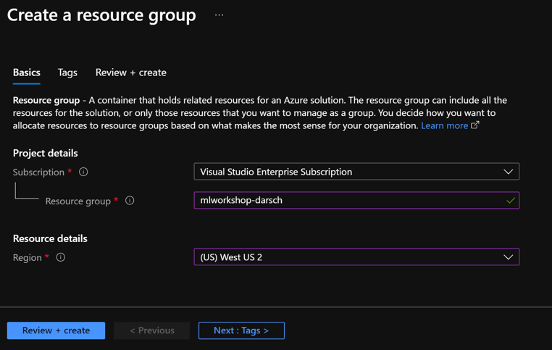 Create a resource group ...
Basics Tags Review + create
Resource group - A container that holds related resources for an Azure solution. The resource group can include all the
resources for the solution, or only those resources that you want to manage as a group. You decide how you want to
allocate resources to resource groups based on what makes the most sense for your organization. Learn more
Project details
Subscription * Visual Studio Enterprise Subscription
Resource group * mlworkshop-darsch
Resource details
Region * (US) West US 2
Review + create < Previous Next : Tags >